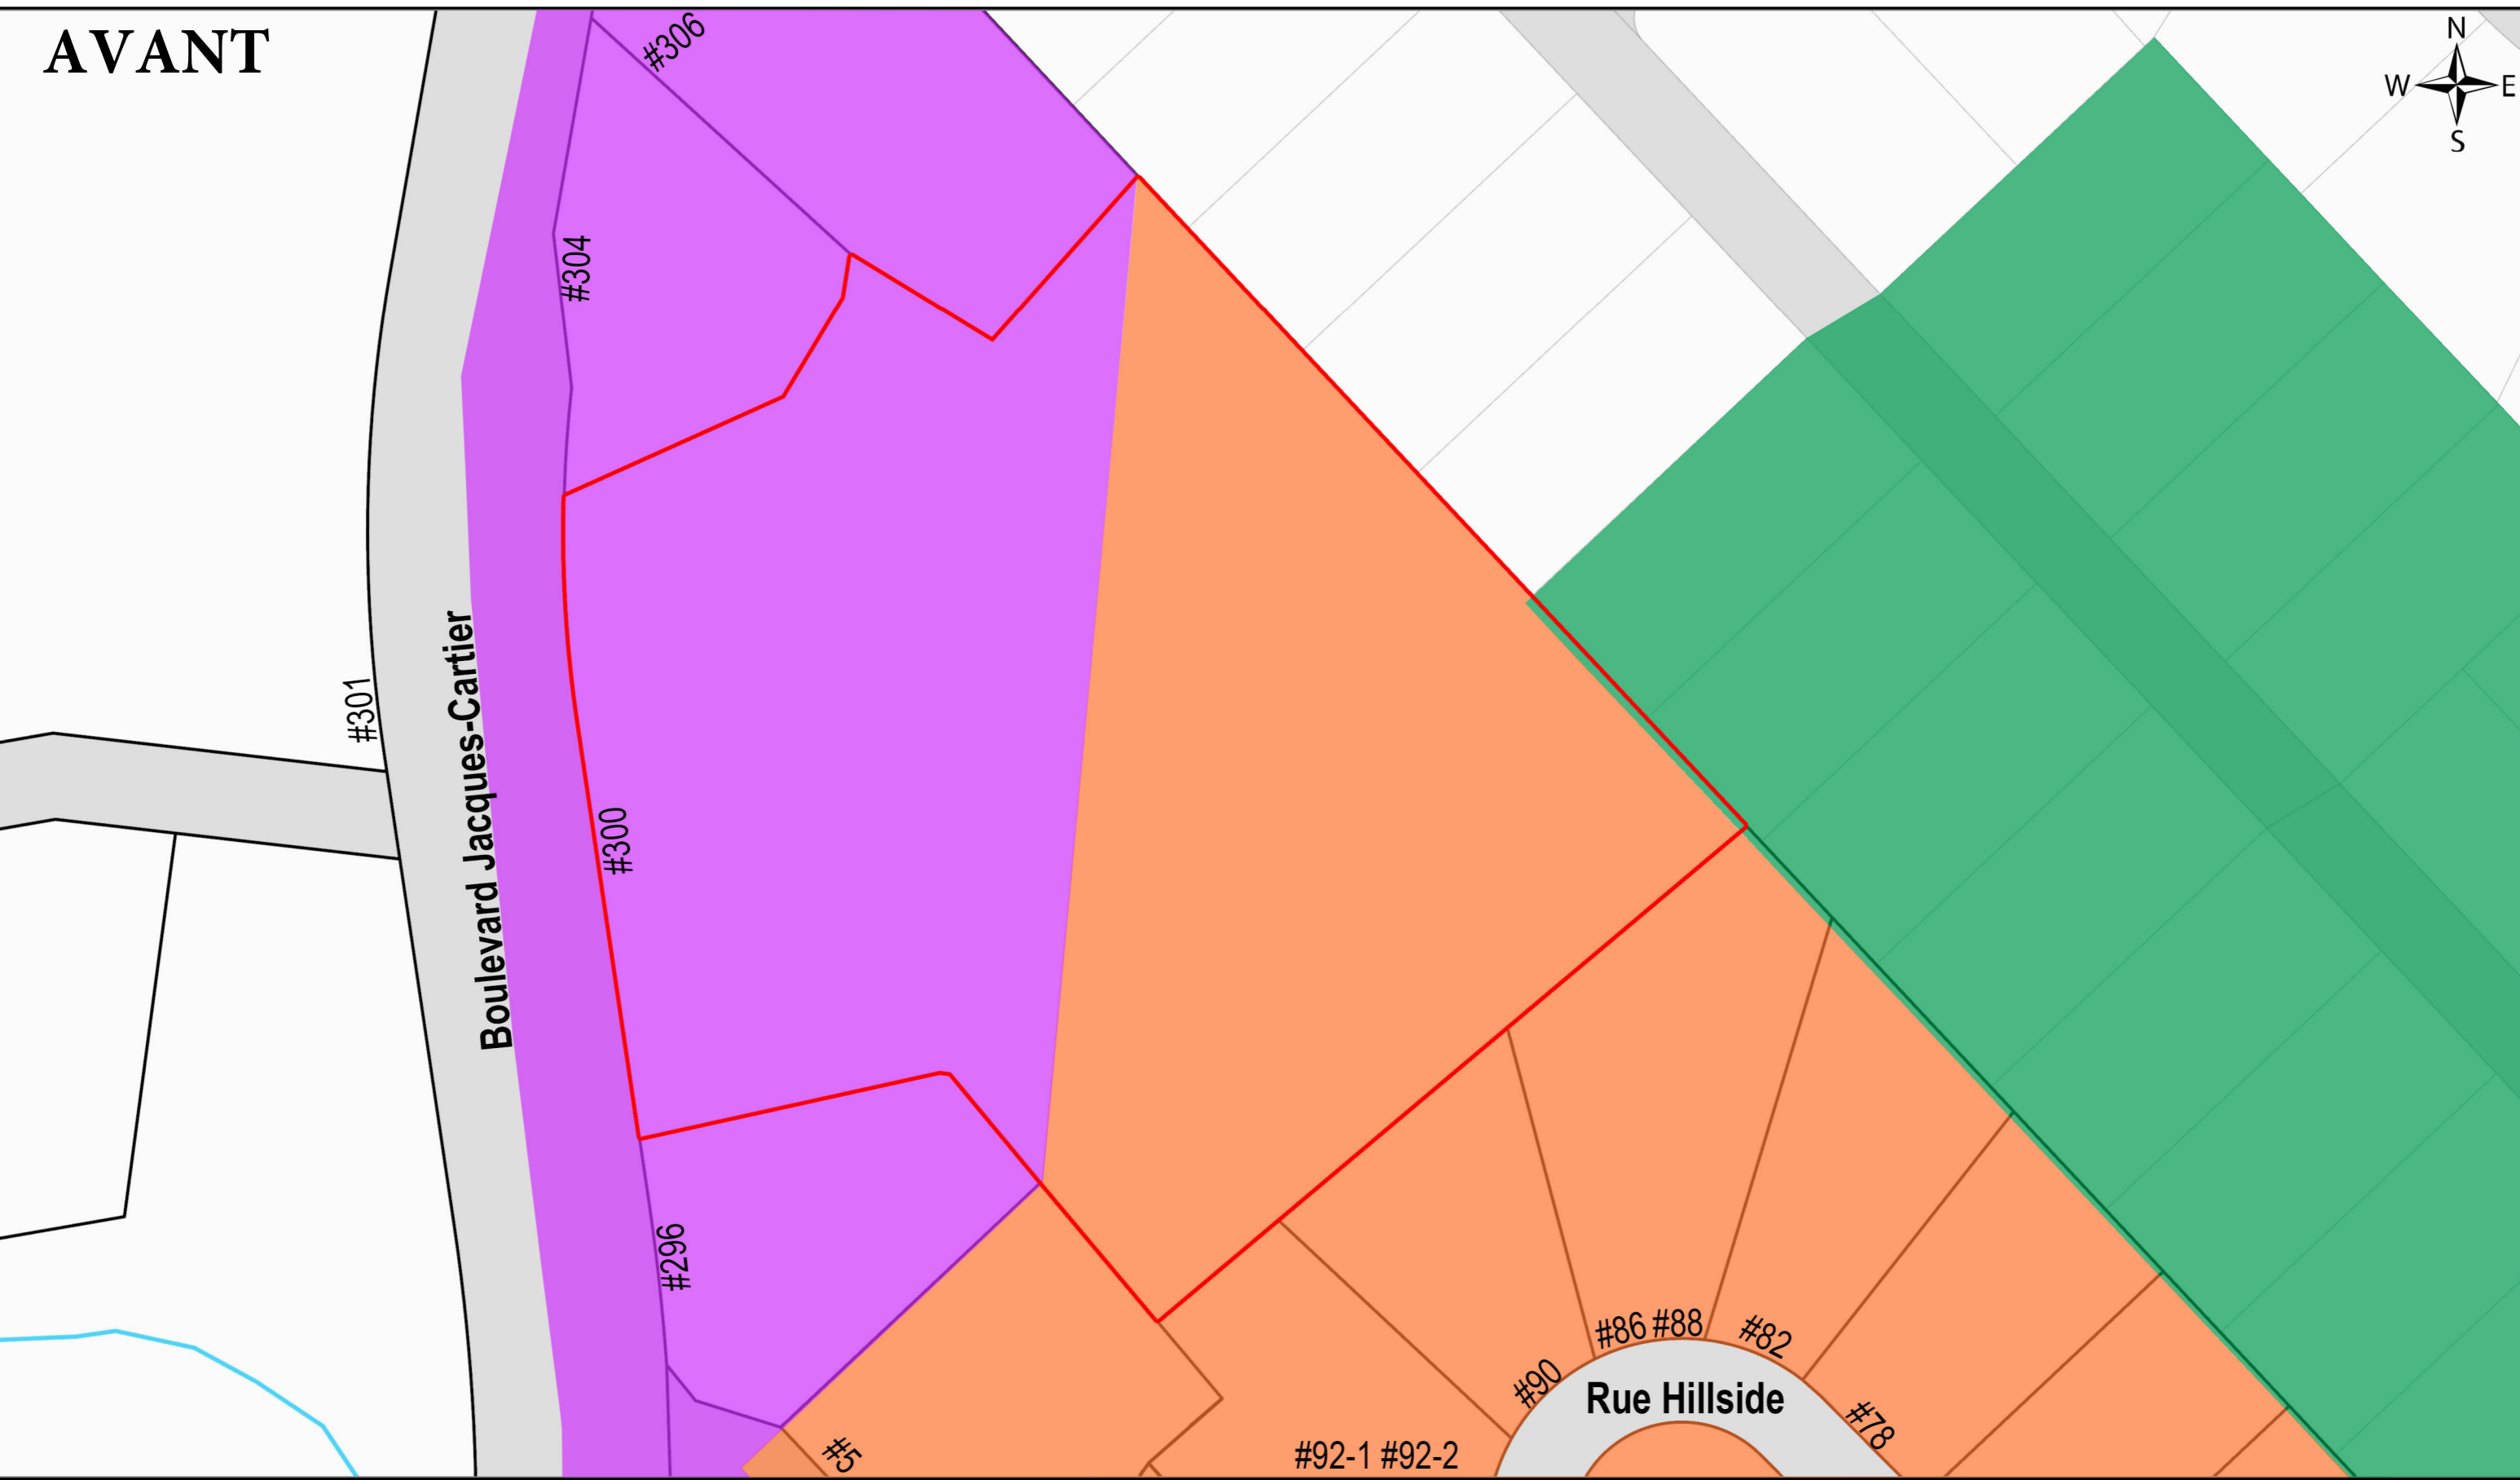 AVANT
N
W E
S
#306
#304
#301
Boulevard Jacques-Cartier
#300
#296
#5
#92-1 #92-2
#90
#86 #88
#82
#78
Rue Hillside